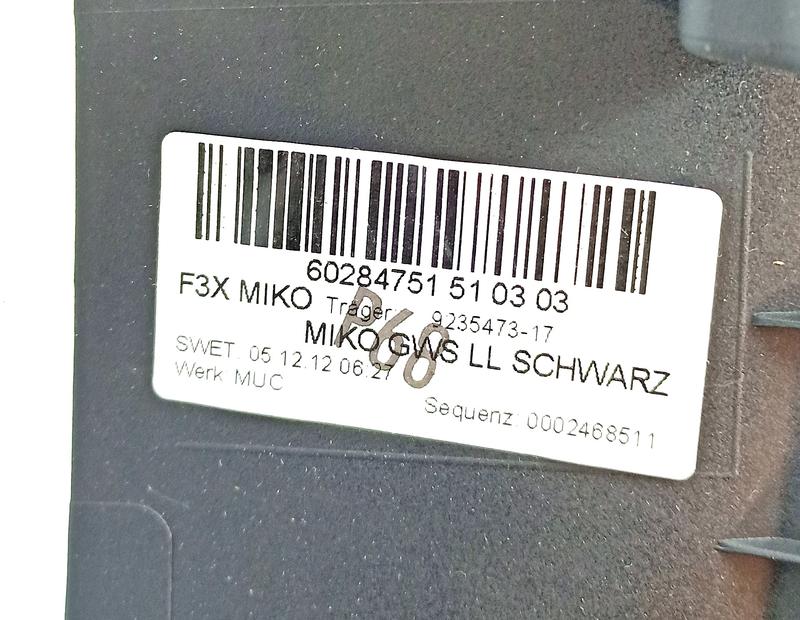 60284751 51 03 03
F3X MIKO Träger 9235473-17
P68
MIKO GWS LL SCHWARZ
SWET. 05.12.12 06:27
Werk MUC
Sequenz: 0002468511